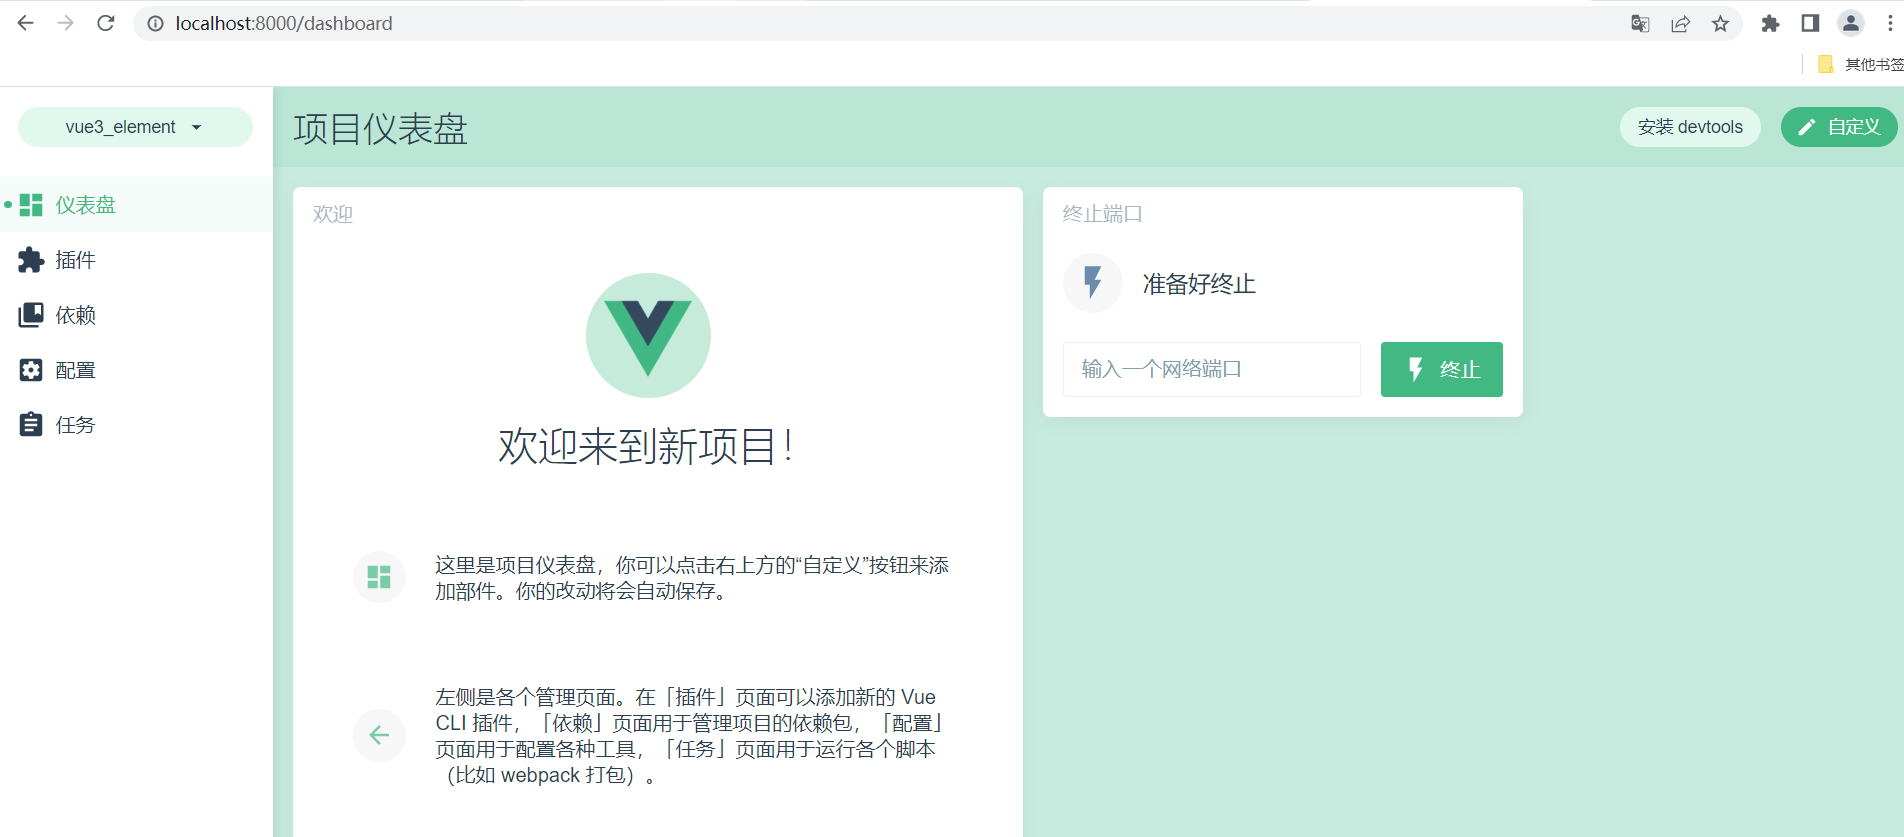 localhost:8000/dashboard
其他书签
vue3_element
项目仪表盘
安装 devtools
自定义
仪表盘
插件
依赖
配置
任务
欢迎
欢迎来到新项目！
这里是项目仪表盘，你可以点击右上方的“自定义”按钮来添
加部件。你的改动将会自动保存。
左侧是各个管理页面。在「插件」页面可以添加新的 Vue
CLI 插件，「依赖」页面用于管理项目的依赖包，「配置」
页面用于配置各种工具，「任务」页面用于运行各个脚本
（比如 webpack 打包）。
终止端口
准备好终止
输入一个网络端口
终止